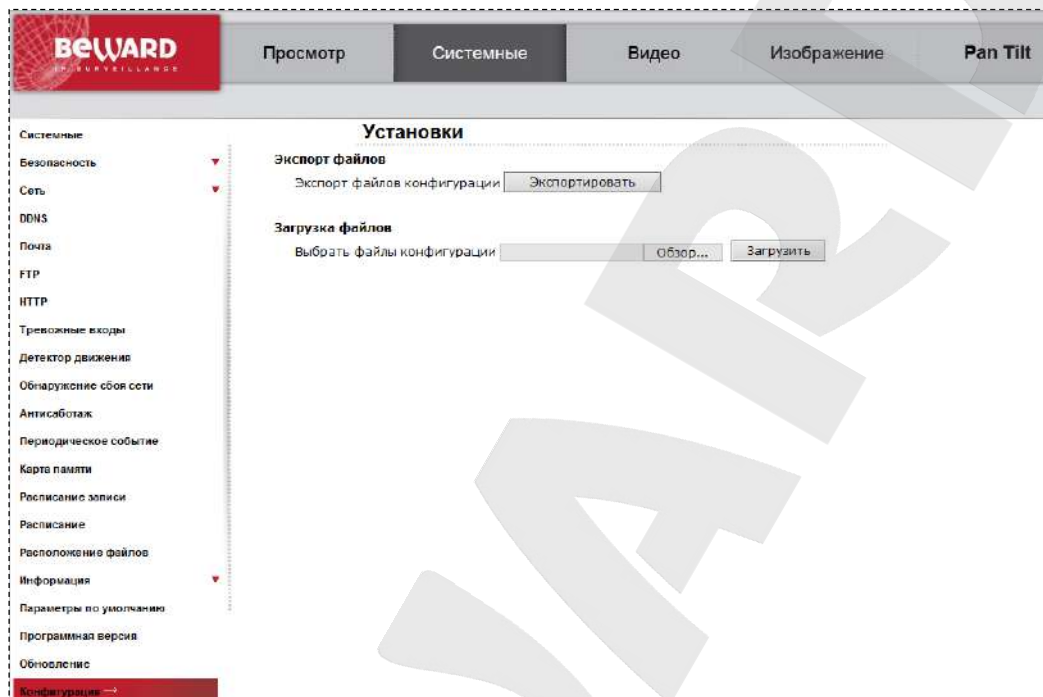 BEWARD
IP SURVEILLANCE
Просмотр
Системные
Видео
Изображение
Pan Tilt
Системные
Безопасность
Сеть
DDNS
Почта
FTP
HTTP
Тревожные входы
Детектор движения
Обнаружение сбоя сети
Антисаботаж
Периодическое событие
Карта памяти
Расписание записи
Расписание
Расположение файлов
Информация
Параметры по умолчанию
Программная версия
Обновление
Конфигурация →
Установки
Экспорт файлов
Экспорт файлов конфигурации Экспортировать
Загрузка файлов
Выбрать файлы конфигурации Обзор... Загрузить